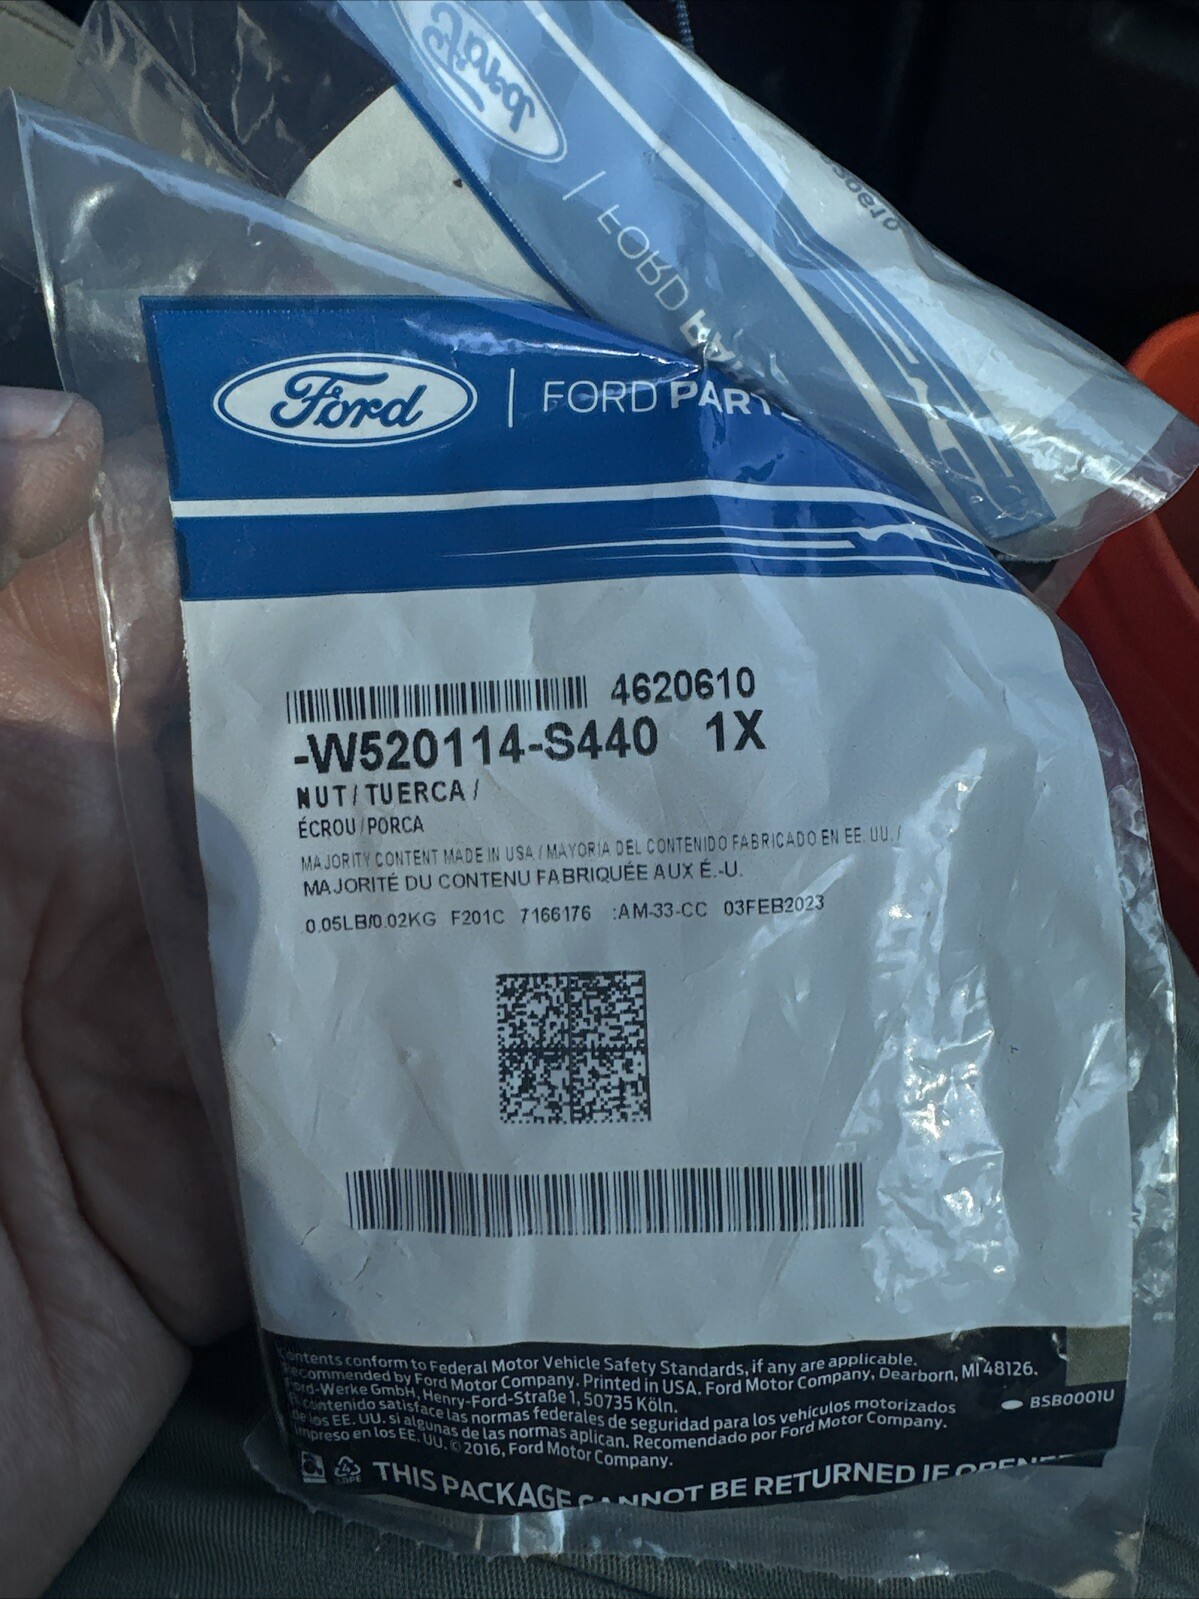 Ford
FORD
Ford | FORD PARTS
4620610
-W520114-S440 1X
NUT/TUERCA/
ÉCROU/PORCA
MAJORITY CONTENT MADE IN USA / MAYORIA DEL CONTENIDO FABRICADO EN EE. UU. /
MAJORITÉ DU CONTENU FABRIQUÉE AUX É.-U.
0.05LB/0.02KG F201C 7166176 :AM-33-CC 03FEB2023
Contents conform to Federal Motor Vehicle Safety Standards, if any are applicable.
Recommended by Ford Motor Company. Printed in USA. Ford Motor Company, Dearborn, MI 48126.
Ford-Werke GmbH, Henry-Ford-Straße 1, 50735 Köln.
El contenido satisface las normas federales de seguridad para los vehículos motorizados
de los EE. UU. si algunas de las normas aplican. Recomendado por Ford Motor Company.
Impreso en los EE. UU. © 2016, Ford Motor Company.
BSB0001U
LDPE
THIS PACKAGE CANNOT BE RETURNED IF OPENED